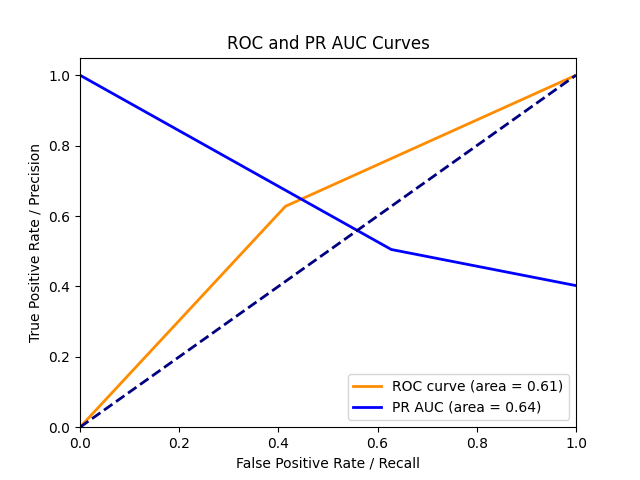 ROC and PR AUC Curves
True Positive Rate / Precision
1.0
0.8
0.6
0.4
0.2
0.0
0.0 0.2 0.4 0.6 0.8 1.0
False Positive Rate / Recall
ROC curve (area = 0.61)
PR AUC (area = 0.64)